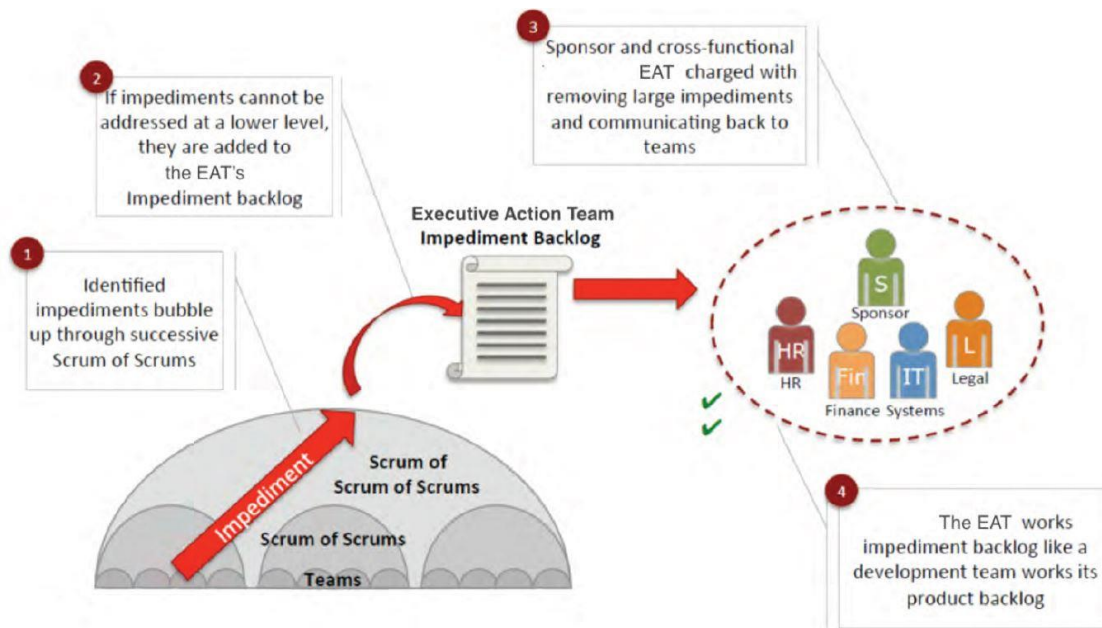 1
Identified
impediments bubble
up through successive
Scrum of Scrums
2
If impediments cannot be
addressed at a lower level,
they are added to
the EAT's
Impediment backlog
3
Sponsor and cross-functional
EAT charged with
removing large impediments
and communicating back to
teams
Executive Action Team
Impediment Backlog
S
Sponsor
HR
HR
Fin
Finance
IT
Systems
L
Legal
Impediment
Scrum of
Scrum of Scrums
Scrum of Scrums
Teams
4
The EAT works
impediment backlog like a
development team works its
product backlog